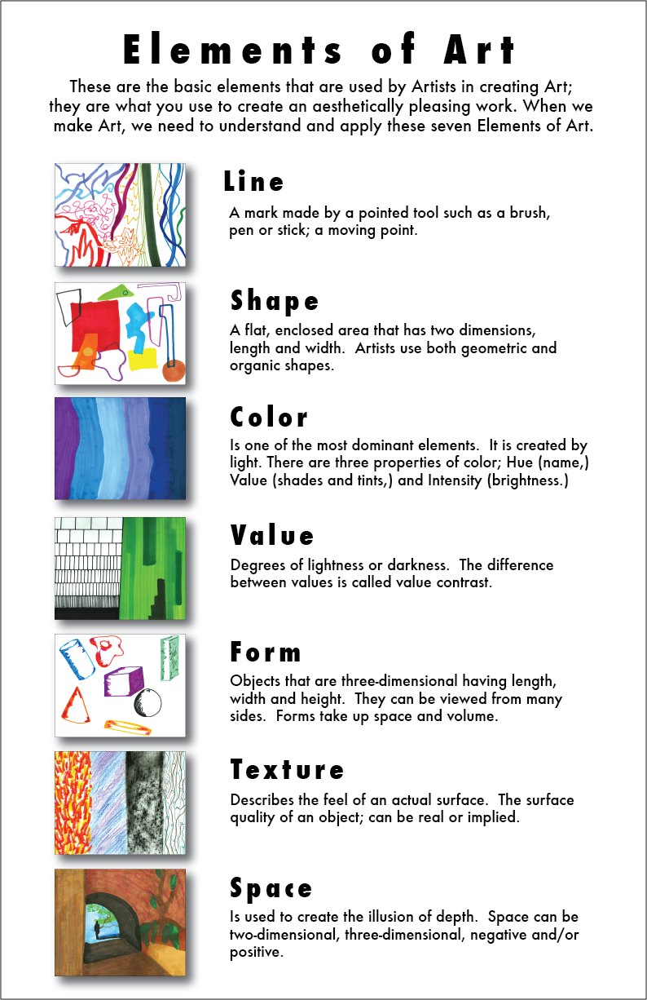 Elements of Art
These are the basic elements that are used by Artists in creating Art;
they are what you use to create an aesthetically pleasing work. When we
make Art, we need to understand and apply these seven Elements of Art.
Line
A mark made by a pointed tool such as a brush,
pen or stick; a moving point.
Shape
A flat, enclosed area that has two dimensions,
length and width.  Artists use both geometric and
organic shapes.
Color
Is one of the most dominant elements.  It is created by
light. There are three properties of color; Hue (name,)
Value (shades and tints,) and Intensity (brightness.)
Value
Degrees of lightness or darkness.  The difference
between values is called value contrast.
Form
Objects that are three-dimensional having length,
width and height.  They can be viewed from many
sides.  Forms take up space and volume.
Texture
Describes the feel of an actual surface.  The surface
quality of an object; can be real or implied.
Space
Is used to create the illusion of depth.  Space can be
two-dimensional, three-dimensional, negative and/or
positive.